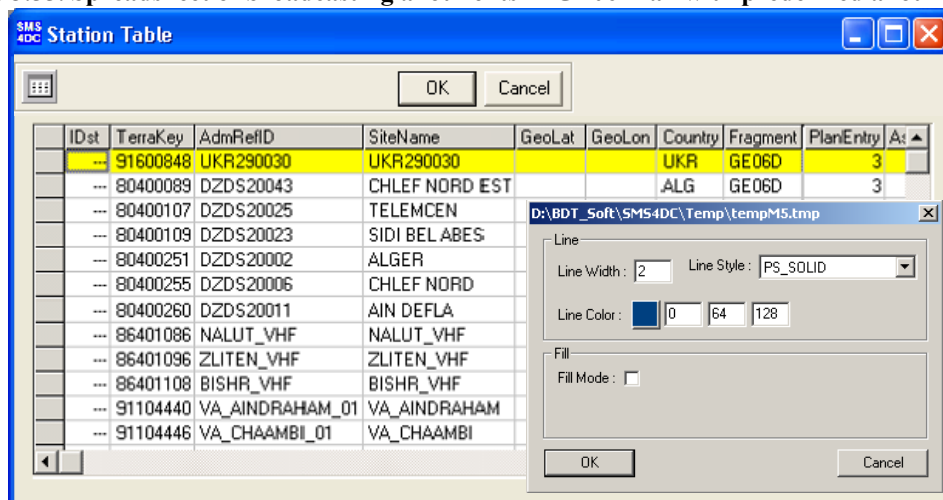 SMS
4DC Station Table
OK Cancel
IDst TerraKey AdmRefID SiteName GeoLat GeoLon Country Fragment PlanEntry
--- 91600848 UKR290030 UKR290030 UKR GE06D 3
--- 80400089 DZDS20043 CHLEF NORD EST ALG GE06D 3
--- 80400107 DZDS20025 TELEMCEN
--- 80400109 DZDS20023 SIDI BEL ABES
--- 80400251 DZDS20002 ALGER
--- 80400255 DZDS20006 CHLEF NORD
--- 80400260 DZDS20011 AIN DEFLA
--- 86401086 NALUT_VHF NALUT_VHF
--- 86401096 ZLITEN_VHF ZLITEN_VHF
--- 86401108 BISHR_VHF BISHR_VHF
--- 91104440 VA_AINDRAHAM_01 VA_AINDRAHAM
--- 91104446 VA_CHAAMBI_01 VA_CHAAMBI
D:\BDT_Soft\SMS4DC\Temp\tempM5.tmp
Line
Line Width : 2 Line Style : PS_SOLID
Line Color : 0 64 128
Fill
Fill Mode :
OK Cancel